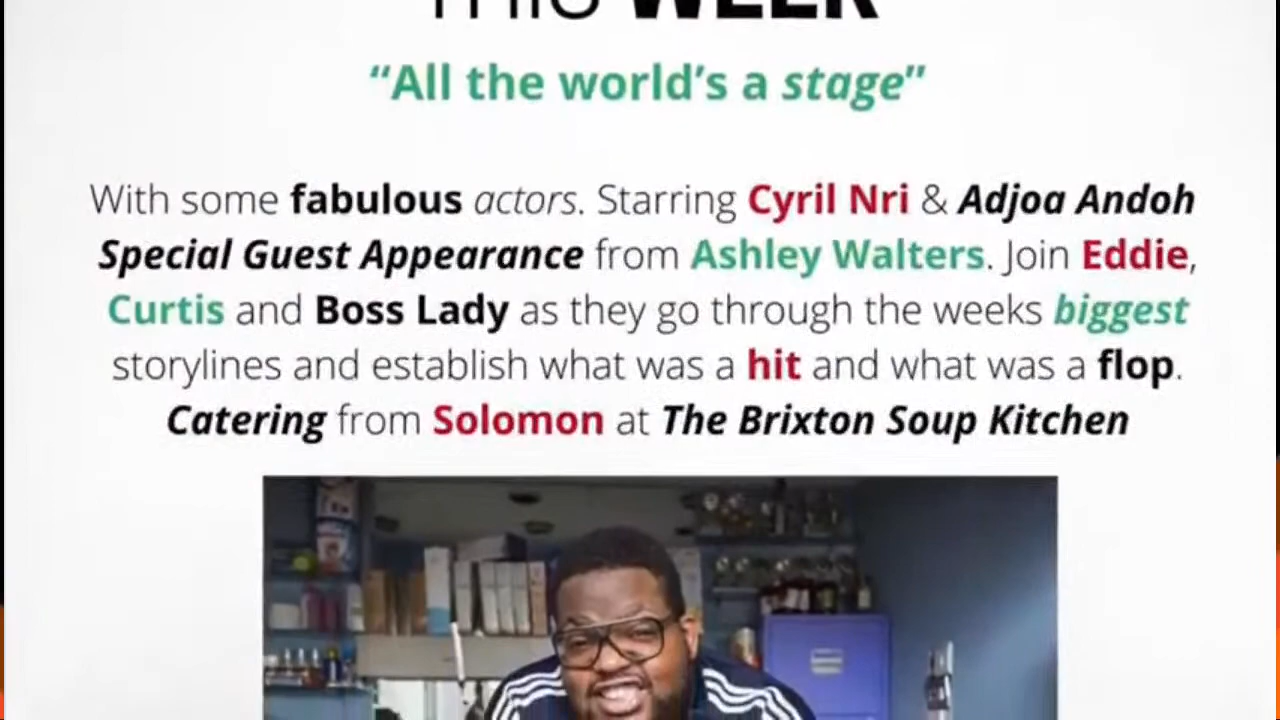 THIS WEEK
“All the world’s a stage”
With some fabulous actors. Starring Cyril Nri & Adjoa Andoh
Special Guest Appearance from Ashley Walters. Join Eddie,
Curtis and Boss Lady as they go through the weeks biggest
storylines and establish what was a hit and what was a flop.
Catering from Solomon at The Brixton Soup Kitchen